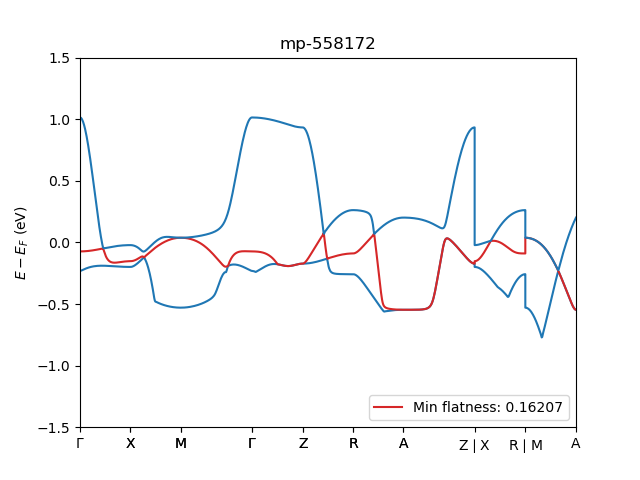 mp-558172
E − E_F (eV)
1.5
1.0
0.5
0.0
−0.5
−1.0
−1.5
Min flatness: 0.16207
Γ X M Γ Z R A Z | X R | M A